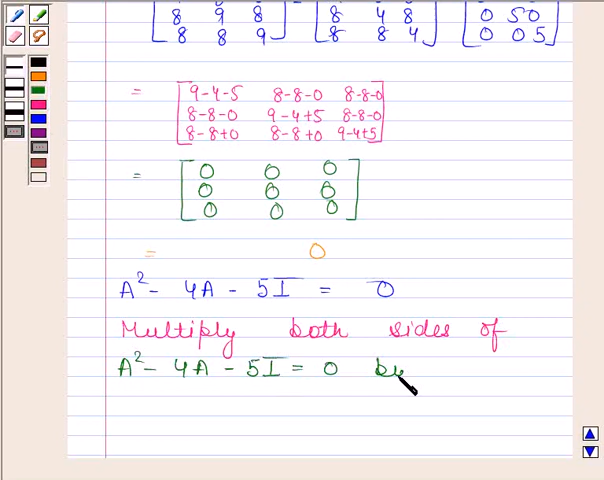 8 9 8 8 4 8 0 5 0
8 8 9 8 8 4 0 0 5
= 9-4-5 8-8-0 8-8-0
8-8-0 9-4+5 8-8-0
8-8+0 8-8+0 9-4+5
= 0 0 0
0 0 0
0 0 0
= 0
A² - 4A - 5I = 0
Multiply both sides of
A² - 4A - 5I = 0 by